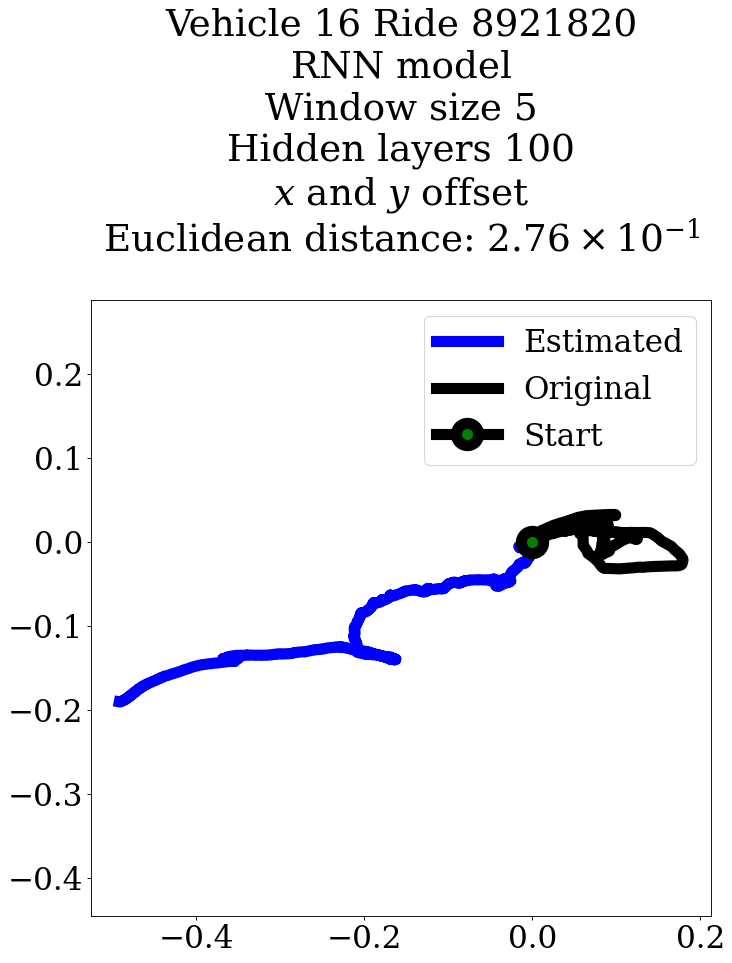 Vehicle 16 Ride 8921820
RNN model
Window size 5
Hidden layers 100
x and y offset
Euclidean distance: 2.76 × 10⁻¹
Estimated
Original
Start
0.2
0.1
0.0
−0.1
−0.2
−0.3
−0.4
−0.4 −0.2 0.0 0.2